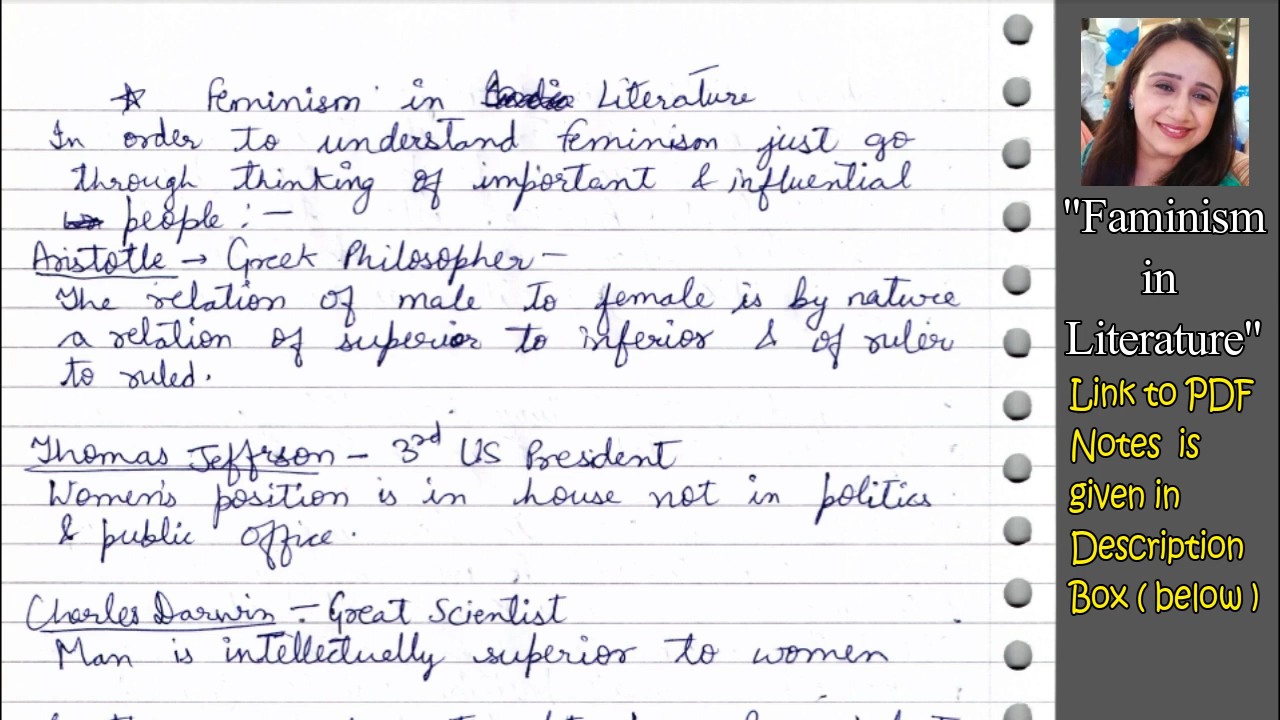 ☆ Feminism in Literature
In order to understand feminism just go
through thinking of important & influential
people :-
Aristotle → Greek Philosopher -
The relation of male to female is by nature
a relation of superior to inferior & of ruler
to ruled.
Thomas Jeffrson - 3rd US Presdent
Women's position is in house not in politics
& public office.
Charles Darwin - Great Scientist
Man is intellectually superior to women
"Faminism
in
Literature"
Link to PDF
Notes is
given in
Description
Box ( below )